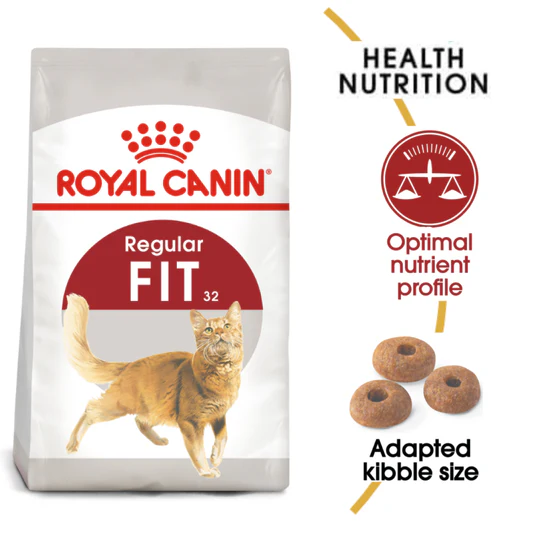 ROYAL CANIN®
Regular
FIT 32
HEALTH
NUTRITION
Optimal
nutrient
profile
Adapted
kibble size